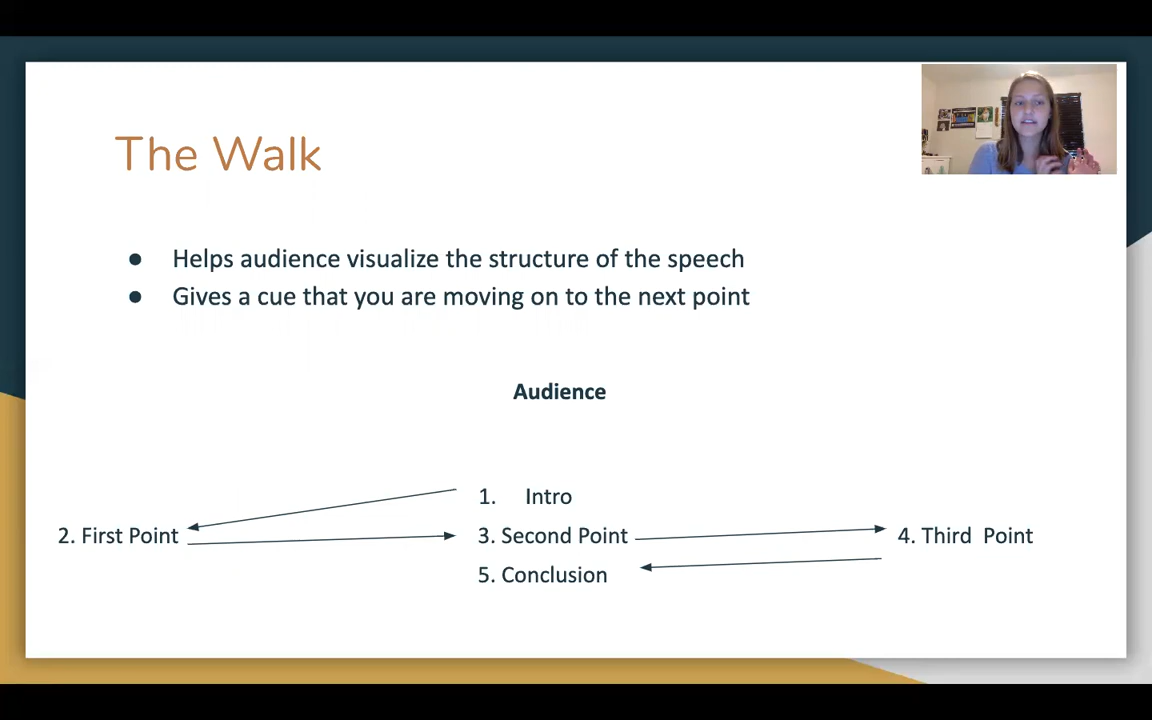 The Walk
● Helps audience visualize the structure of the speech
● Gives a cue that you are moving on to the next point
Audience
1. Intro
2. First Point
3. Second Point
4. Third Point
5. Conclusion